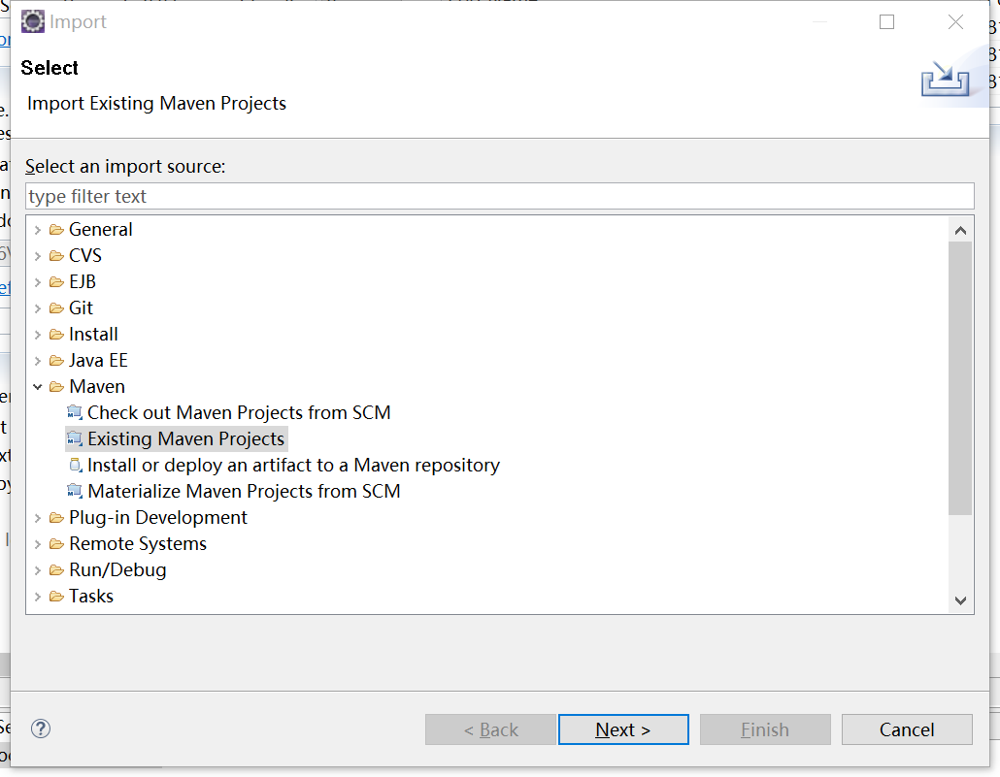 Import
Select
Import Existing Maven Projects
Select an import source:
type filter text
General
CVS
EJB
Git
Install
Java EE
Maven
Check out Maven Projects from SCM
Existing Maven Projects
Install or deploy an artifact to a Maven repository
Materialize Maven Projects from SCM
Plug-in Development
Remote Systems
Run/Debug
Tasks
?
< Back
Next >
Finish
Cancel